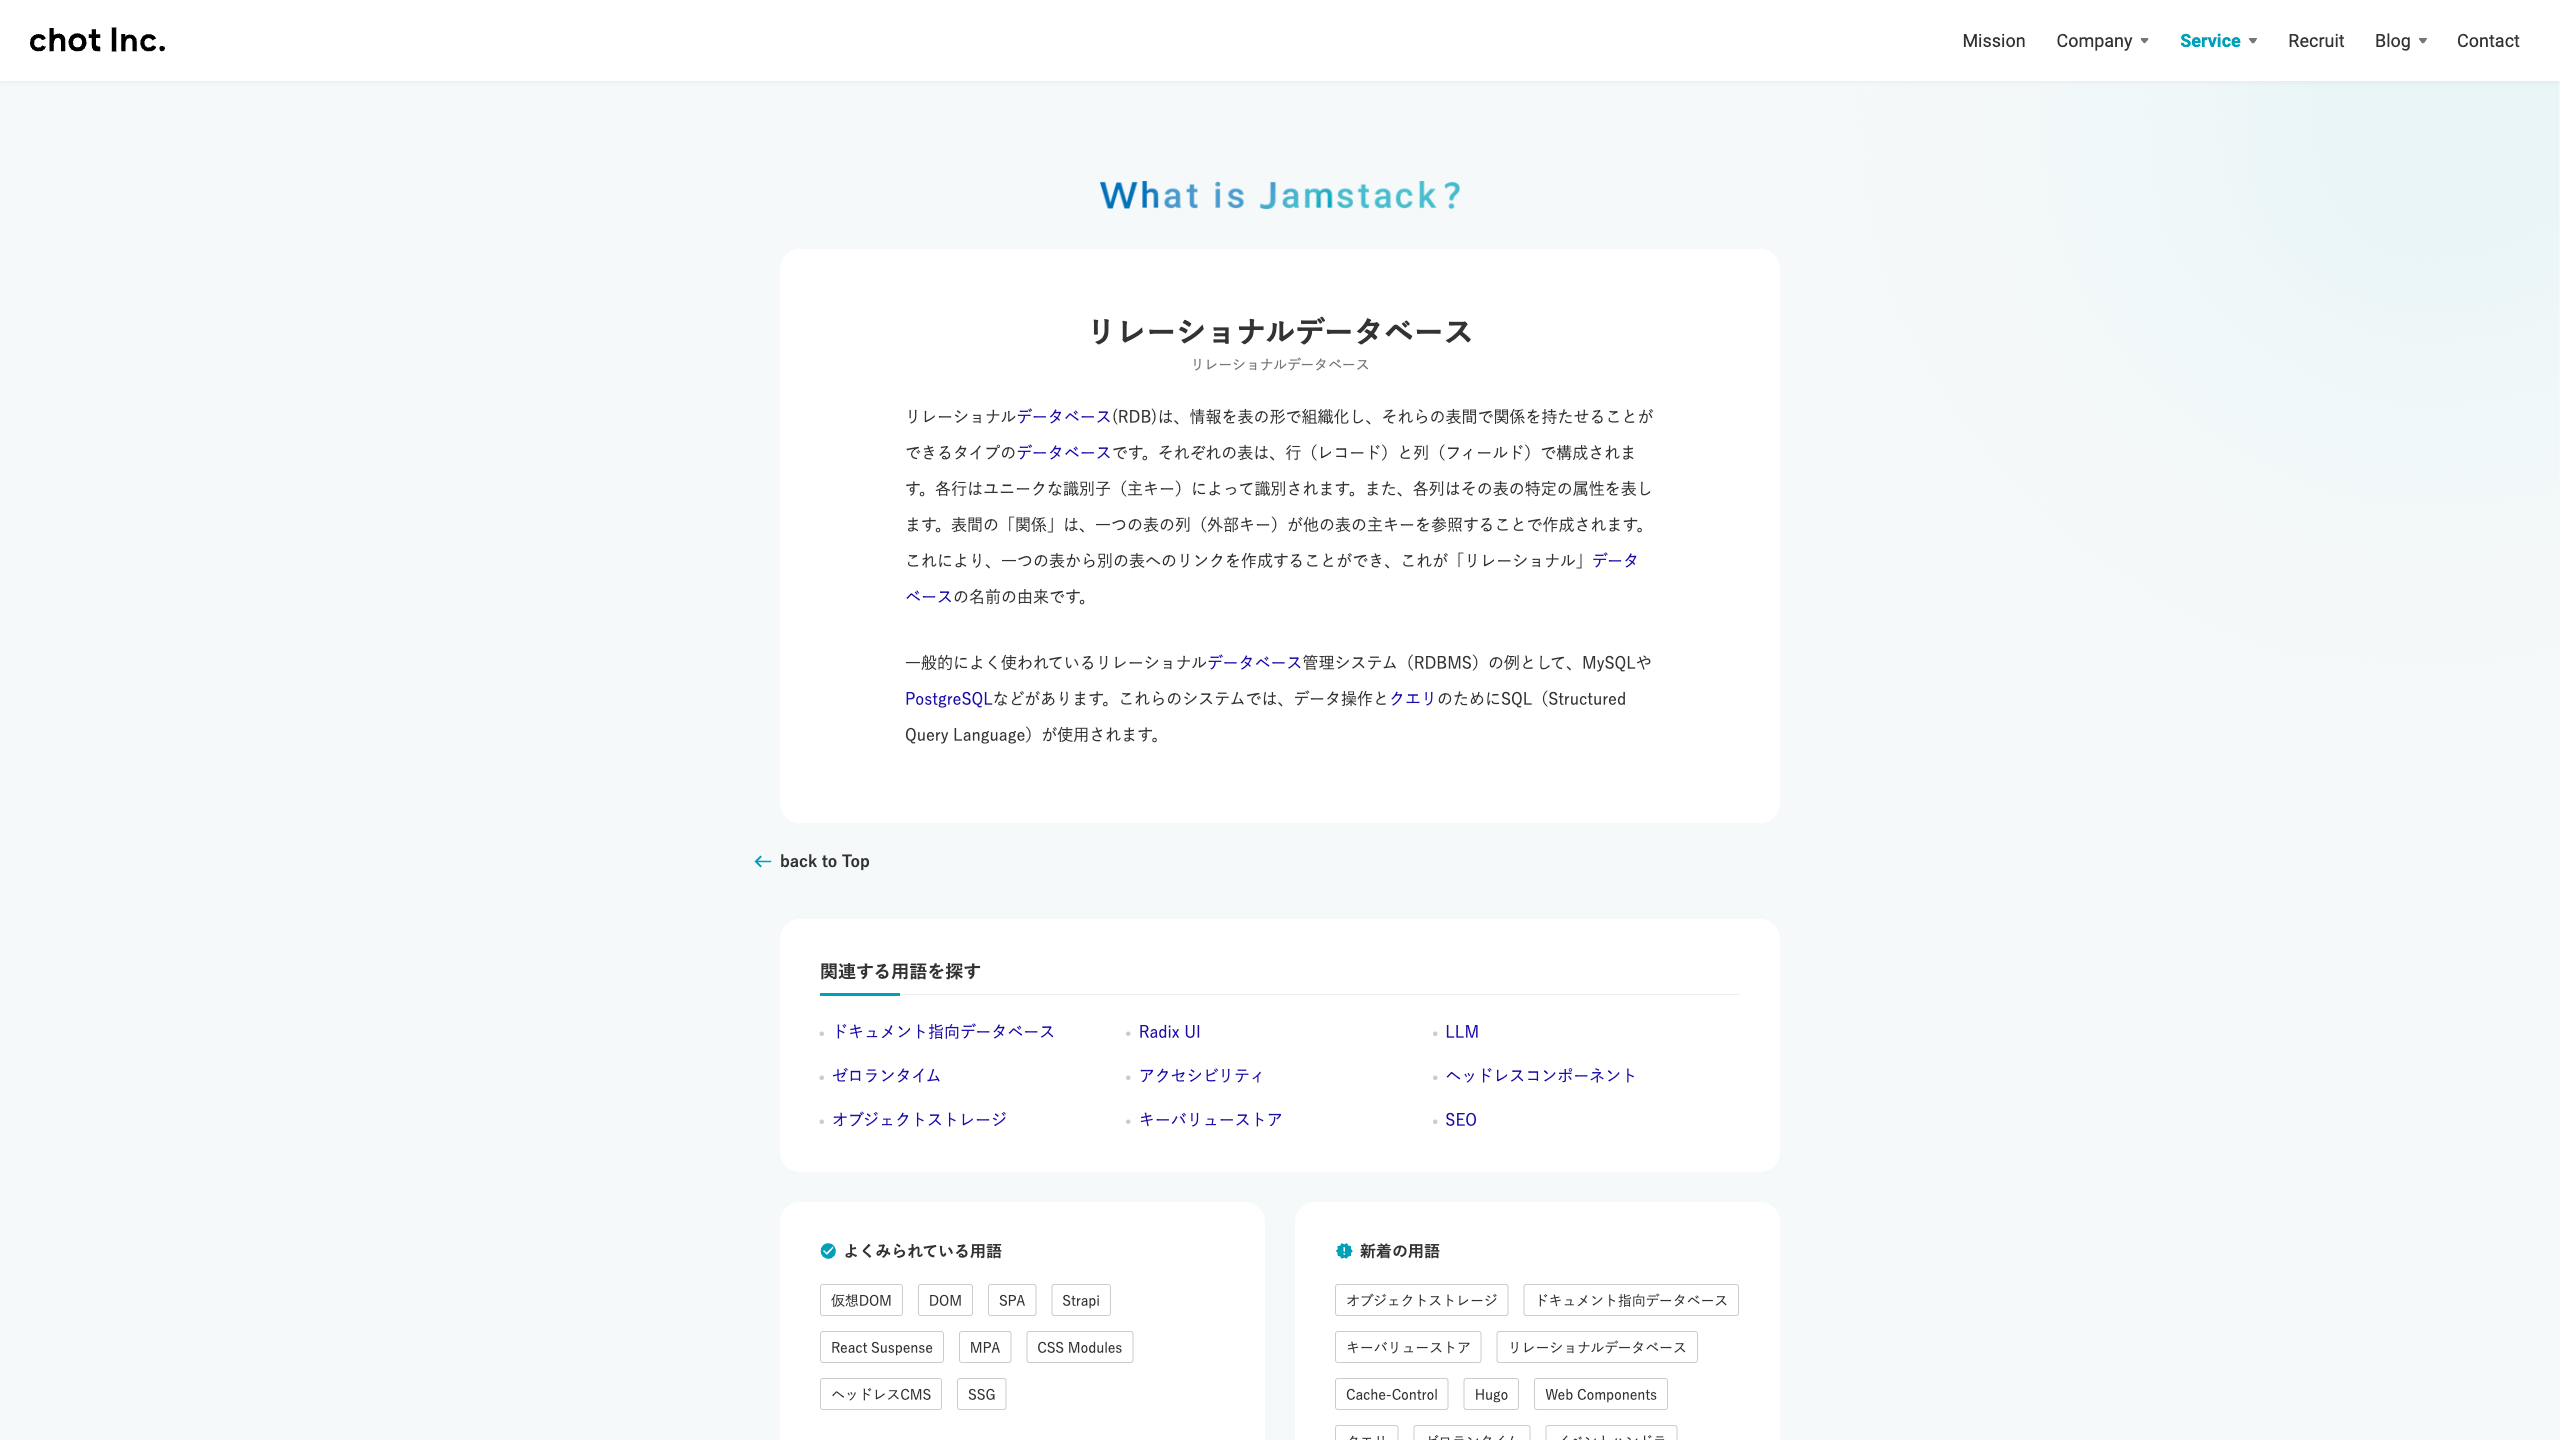 chot Inc.
Mission Company Service Recruit Blog Contact
What is Jamstack?
リレーショナルデータベース
リレーショナルデータベース
リレーショナルデータベース(RDB)は、情報を表の形で組織化し、それらの表間で関係を持たせることが
できるタイプのデータベースです。それぞれの表は、行（レコード）と列（フィールド）で構成されま
す。各行はユニークな識別子（主キー）によって識別されます。また、各列はその表の特定の属性を表し
ます。表間の「関係」は、一つの表の列（外部キー）が他の表の主キーを参照することで作成されます。
これにより、一つの表から別の表へのリンクを作成することができ、これが「リレーショナル」データ
ベースの名前の由来です。
一般的によく使われているリレーショナルデータベース管理システム（RDBMS）の例として、MySQLや
PostgreSQLなどがあります。これらのシステムでは、データ操作とクエリのためにSQL（Structured
Query Language）が使用されます。
back to Top
関連する用語を探す
ドキュメント指向データベース Radix UI LLM
ゼロランタイム アクセシビリティ ヘッドレスコンポーネント
オブジェクトストレージ キーバリューストア SEO
よくみられている用語
仮想DOM DOM SPA Strapi
React Suspense MPA CSS Modules
ヘッドレスCMS SSG
新着の用語
オブジェクトストレージ ドキュメント指向データベース
キーバリューストア リレーショナルデータベース
Cache-Control Hugo Web Components
クエリ ゼロランタイム イベントハンドラ